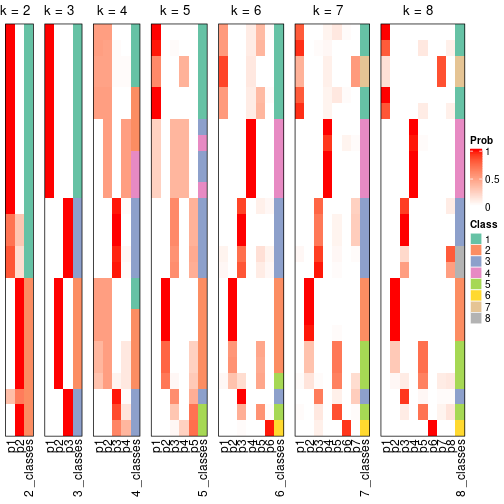 k = 2
k = 3
k = 4
k = 5
k = 6
k = 7
k = 8
Prob
1
0.5
0
Class
1
2
3
4
5
6
7
8
p1
p2
2_classes
p1
p2
p3
3_classes
p1
p2
p3
p4
4_classes
p1
p2
p3
p4
p5
5_classes
p1
p2
p3
p4
p5
p6
6_classes
p1
p2
p3
p4
p5
p6
p7
7_classes
p1
p2
p3
p4
p5
p6
p7
p8
8_classes